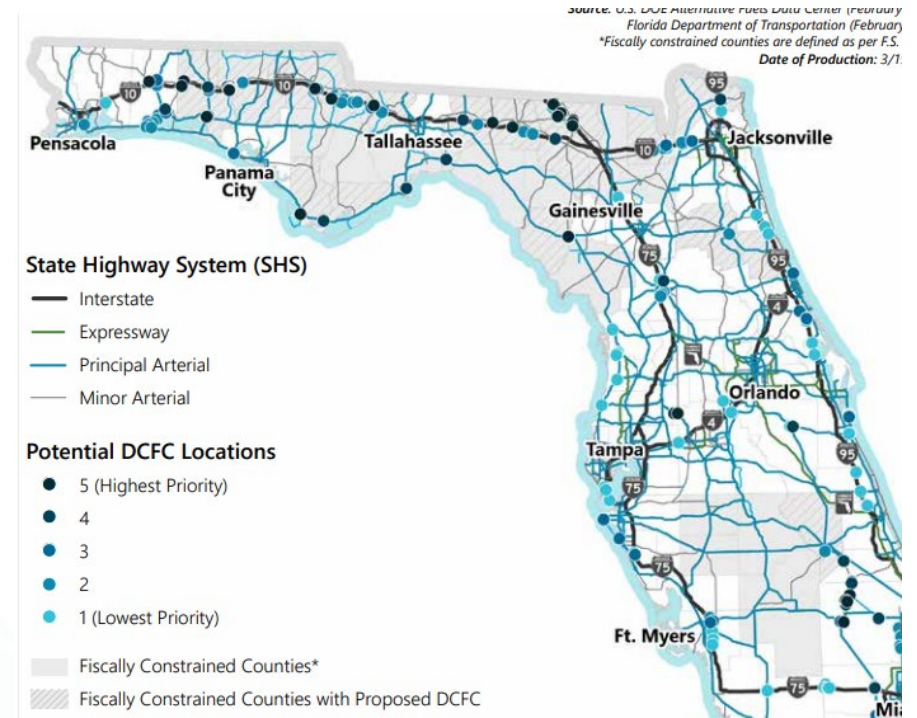 Source: U.S. DOE Alternative Fuels Data Center (February
Florida Department of Transportation (February
*Fiscally constrained counties are defined as per F.S.
Date of Production: 3/1
95
10
10
Pensacola
Tallahassee
Jacksonville
Panama
City
10
Gainesville
75
95
4
State Highway System (SHS)
Interstate
Expressway
Principal Arterial
Minor Arterial
Orlando
4
Tampa
95
75
Potential DCFC Locations
5 (Highest Priority)
4
3
2
1 (Lowest Priority)
75
Ft. Myers
Fiscally Constrained Counties*
Fiscally Constrained Counties with Proposed DCFC
75
Mia